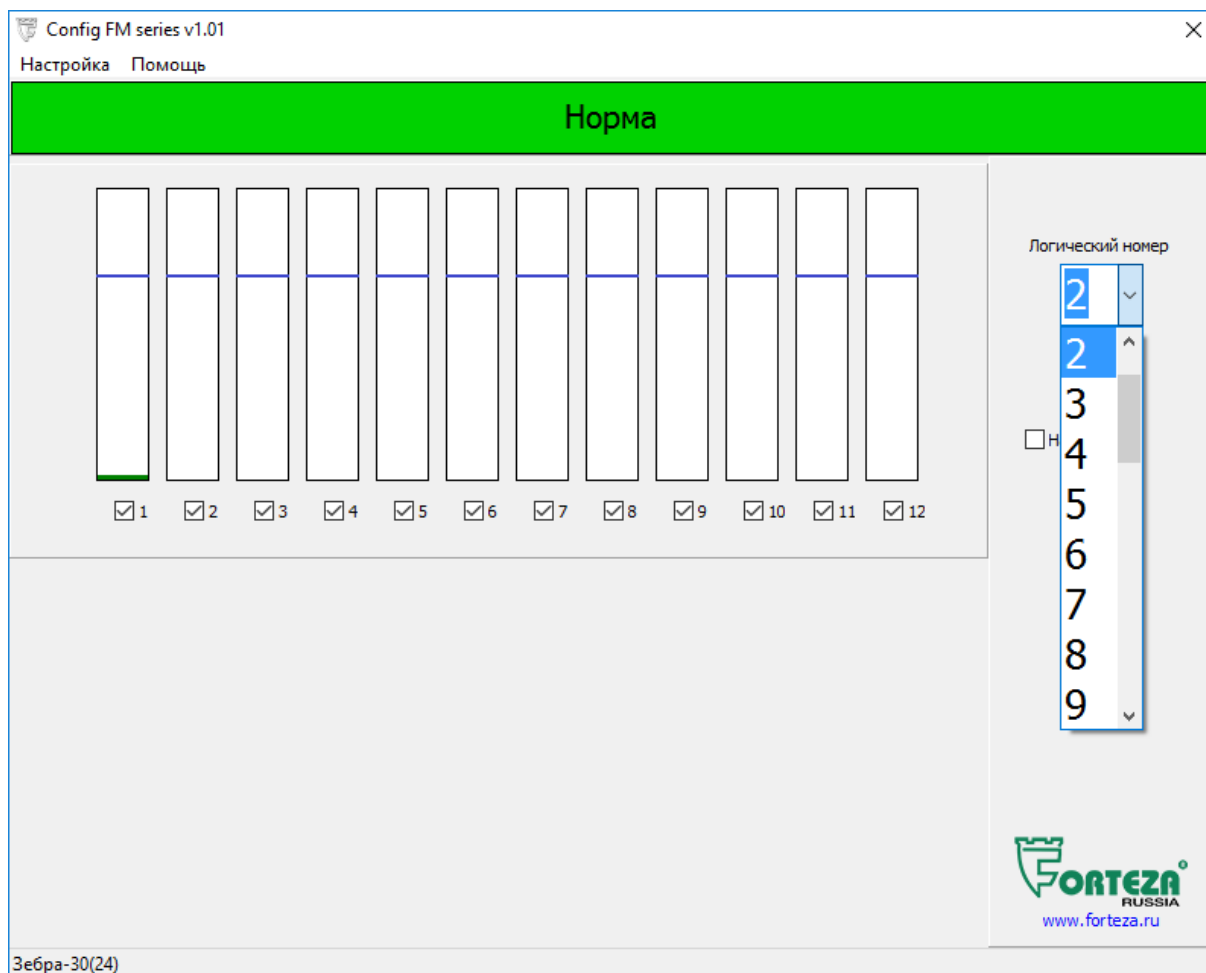 Config FM series v1.01
Настройка Помощь
Норма
Логический номер
2
2
3
Н
4
5
6
7
8
9
1 2 3 4 5 6 7 8 9 10 11 12
FORTEZA
RUSSIA
www.forteza.ru
Зебра-30(24)